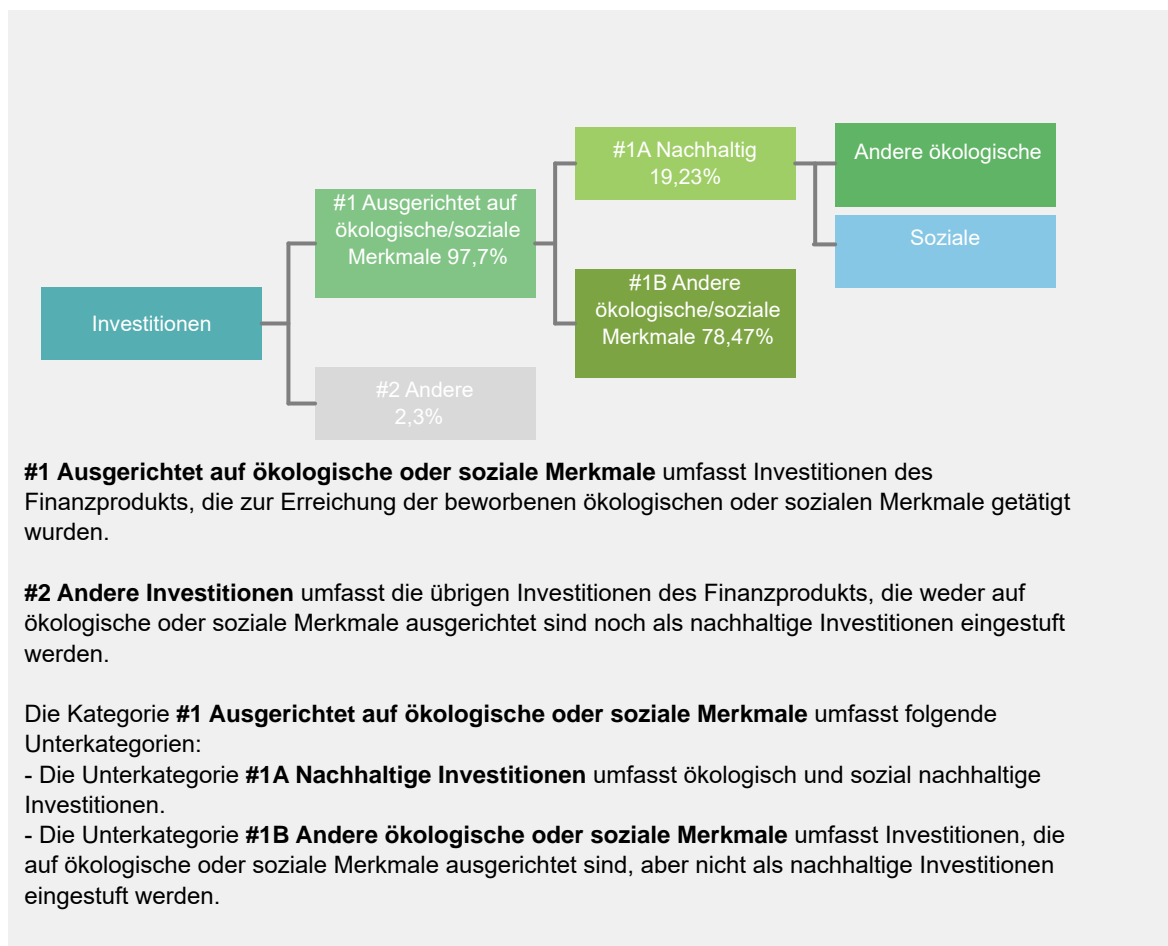 Investitionen
#1 Ausgerichtet auf
ökologische/soziale
Merkmale 97,7%
#2 Andere
2,3%
#1A Nachhaltig
19,23%
#1B Andere
ökologische/soziale
Merkmale 78,47%
Andere ökologische
Soziale
#1 Ausgerichtet auf ökologische oder soziale Merkmale umfasst Investitionen des
Finanzprodukts, die zur Erreichung der beworbenen ökologischen oder sozialen Merkmale getätigt
wurden.
#2 Andere Investitionen umfasst die übrigen Investitionen des Finanzprodukts, die weder auf
ökologische oder soziale Merkmale ausgerichtet sind noch als nachhaltige Investitionen eingestuft
werden.
Die Kategorie #1 Ausgerichtet auf ökologische oder soziale Merkmale umfasst folgende
Unterkategorien:
- Die Unterkategorie #1A Nachhaltige Investitionen umfasst ökologisch und sozial nachhaltige
Investitionen.
- Die Unterkategorie #1B Andere ökologische oder soziale Merkmale umfasst Investitionen, die
auf ökologische oder soziale Merkmale ausgerichtet sind, aber nicht als nachhaltige Investitionen
eingestuft werden.